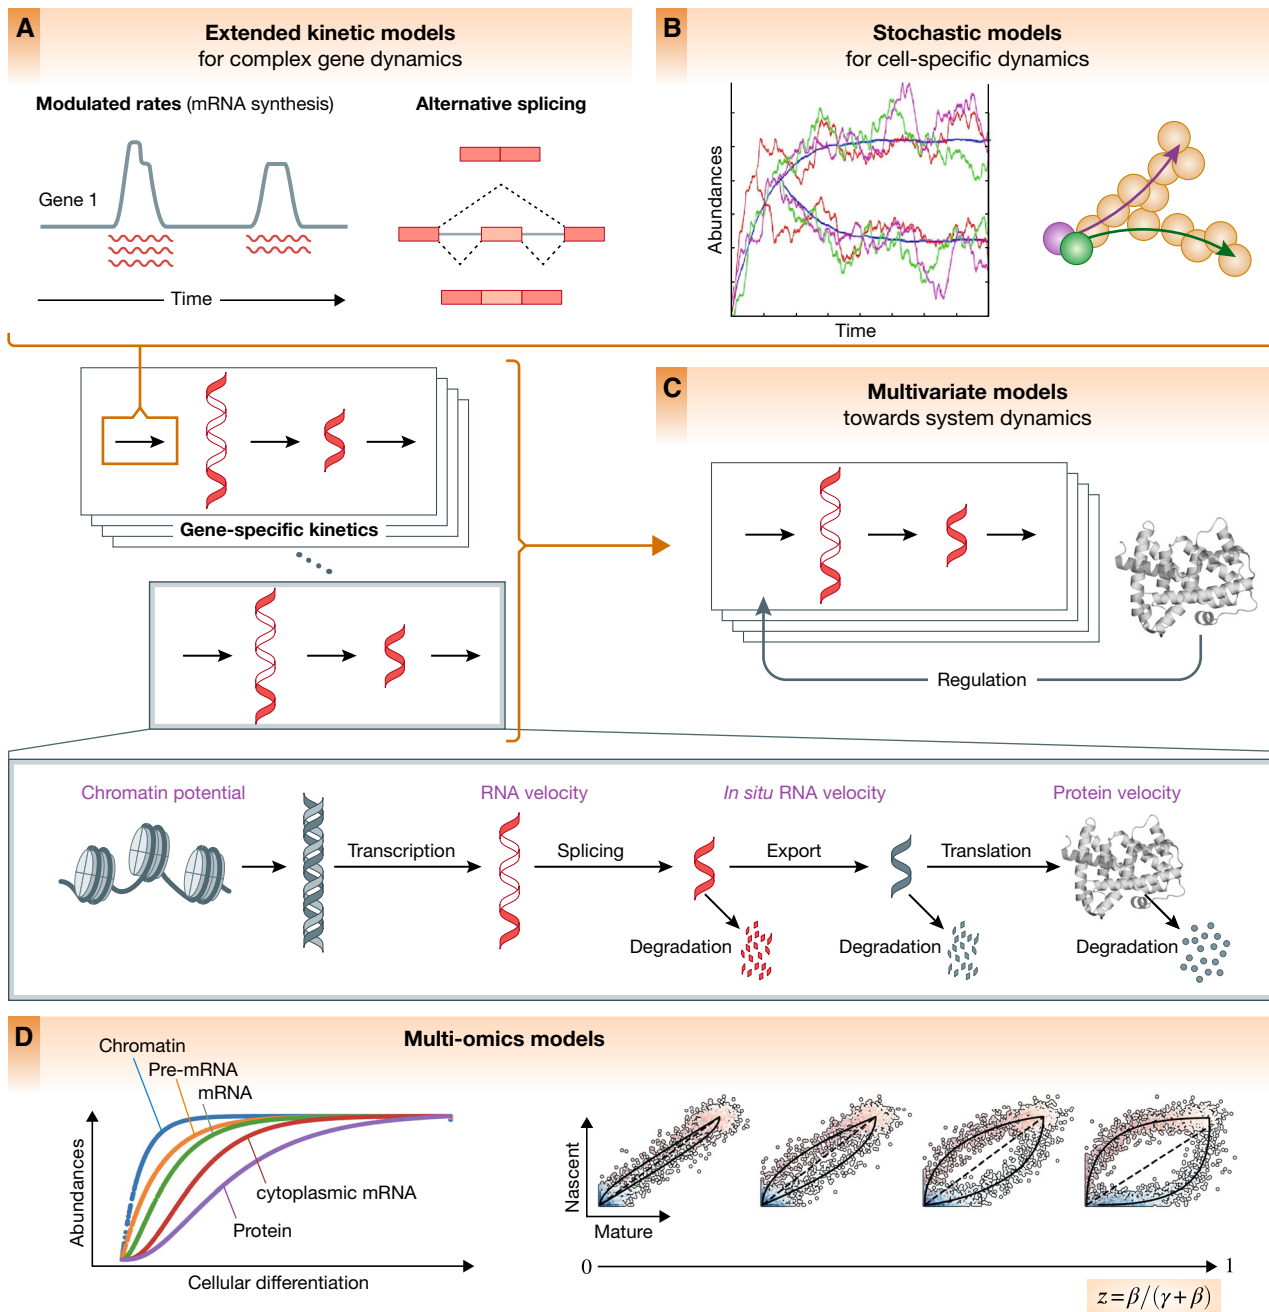 A
Extended kinetic models
for complex gene dynamics
Modulated rates (mRNA synthesis)
Alternative splicing
Gene 1
Time
B
Stochastic models
for cell-specific dynamics
Abundances
Time
Gene-specific kinetics
C
Multivariate models
towards system dynamics
Regulation
Chromatin potential
RNA velocity
In situ RNA velocity
Protein velocity
Transcription
Splicing
Export
Translation
Degradation
Degradation
Degradation
D
Multi-omics models
Chromatin
Pre-mRNA
mRNA
cytoplasmic mRNA
Protein
Abundances
Cellular differentiation
Nascent
Mature
0
1
z = β/(γ + β)